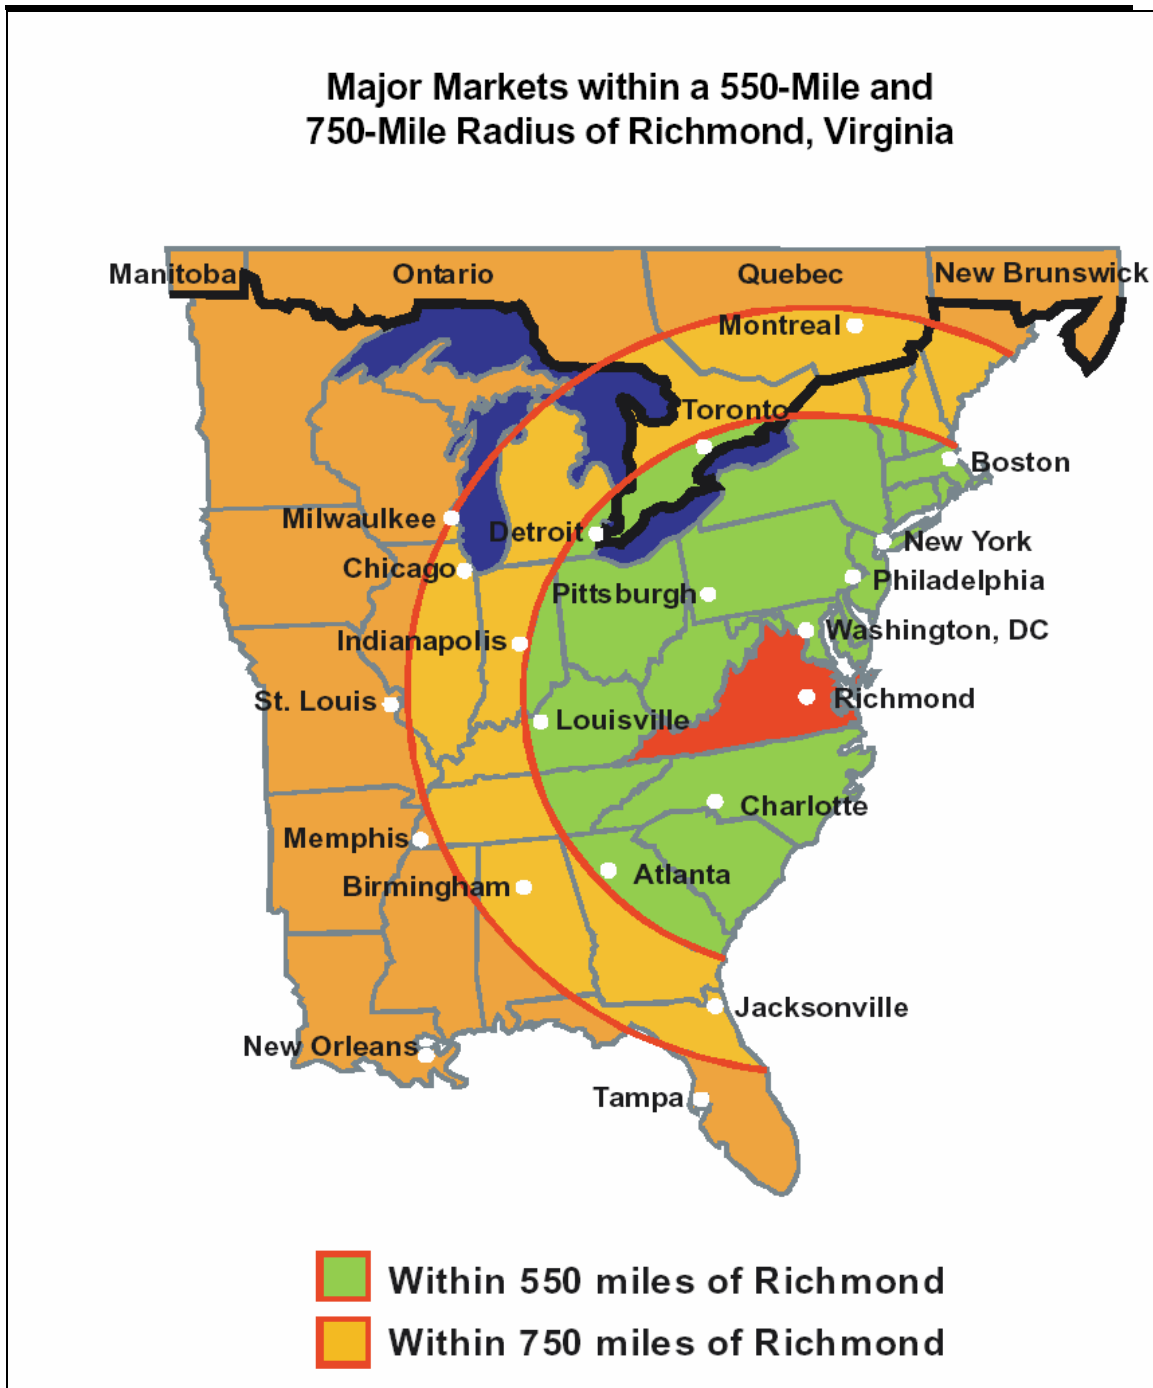 Major Markets within a 550-Mile and
750-Mile Radius of Richmond, Virginia
Manitoba
Ontario
Quebec
New Brunswick
Montreal
Toronto
Boston
Milwaulkee
Detroit
New York
Chicago
Philadelphia
Pittsburgh
Washington, DC
Indianapolis
St. Louis
Richmond
Louisville
Charlotte
Memphis
Atlanta
Birmingham
Jacksonville
New Orleans
Tampa
Within 550 miles of Richmond
Within 750 miles of Richmond